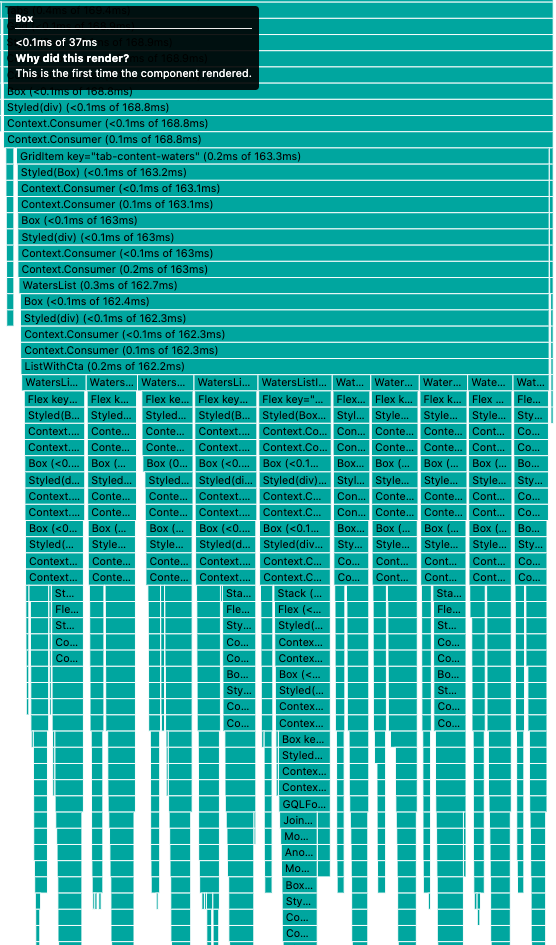 Box
<0.1ms of 37ms
Why did this render?
This is the first time the component rendered.
Box (<0.1ms of 168.8ms)
Styled(div) (<0.1ms of 168.8ms)
Context.Consumer (<0.1ms of 168.8ms)
Context.Consumer (0.1ms of 168.8ms)
GridItem key="tab-content-waters" (0.2ms of 163.3ms)
Styled(Box) (<0.1ms of 163.2ms)
Context.Consumer (<0.1ms of 163.1ms)
Context.Consumer (0.1ms of 163.1ms)
Box (<0.1ms of 163ms)
Styled(div) (<0.1ms of 163ms)
Context.Consumer (<0.1ms of 163ms)
Context.Consumer (0.2ms of 163ms)
WatersList (0.3ms of 162.7ms)
Box (<0.1ms of 162.4ms)
Styled(div) (<0.1ms of 162.3ms)
Context.Consumer (<0.1ms of 162.3ms)
Context.Consumer (0.1ms of 162.3ms)
ListWithCta (0.2ms of 162.2ms)
WatersLi... Waters... Waters... WatersLi... WatersListI... Wat... Water... Water... Wate... Wat...
Flex key... Flex k... Flex ke... Flex key... Flex key="... Flex... Flex k... Flex k... Flex... Fle...
Styled(B... Styled... Styled... Styled(B... Styled(Box... Styl... Style... Style... Style... Sty...
Contex... Conte... Conte... Contex... Context.Co... Con... Conte... Conte... Cont... Co...
Contex... Conte... Conte... Contex... Context.Co... Con... Conte... Conte... Cont... Co...
Box (<0.... Box (... Box (0... Box (<0.... Box (<0.1... Box... Box (... Box (<... Box (... Bo...
Styled(d... Styled... Styled... Styled(di... Styled(div)... Styl... Style... Style... Style... Sty...
Context.... Conte... Conte... Context.... Context.C... Con... Conte... Conte... Cont... Co...
Context.... Conte... Conte... Context.... Context.C... Con... Conte... Conte... Cont... Co...
Box (<0... Box (... Box (... Box (<0.... Box (<0.1... Box... Box (... Box (... Box (... Bo...
Styled(... Style... Style... Styled(d... Styled(div... Sty... Style... Style... Style... Sty...
Context... Conte... Conte... Context... Context.C... Co... Cont... Conte... Cont... Co...
Context... Conte... Conte... Context... Context.C... Co... Cont... Conte... Cont... Co...
St... Sta... Stack (... Sta...
Fle... Fle... Flex (<... Fle...
St... Sty... Styled(... St...
Co... Co... Contex... Co...
Co... Co... Contex... Co...
Bo... Box (<... Bo...
Sty... Styled(... St...
Co... Contex... Co...
Co... Contex... Co...
Box ke...
Styled...
Contex...
Contex...
GQLFo...
Join...
Mo...
Ano...
Mo...
Box...
Sty...
Co...
Co...